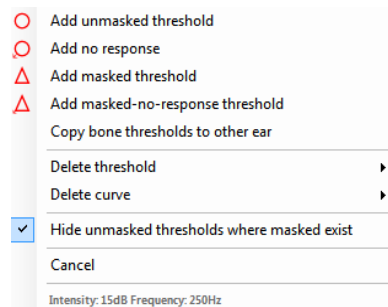 Add unmasked threshold
Add no response
Add masked threshold
Add masked-no-response threshold
Copy bone thresholds to other ear
Delete threshold
Delete curve
Hide unmasked thresholds where masked exist
Cancel
Intensity: 15dB Frequency: 250Hz